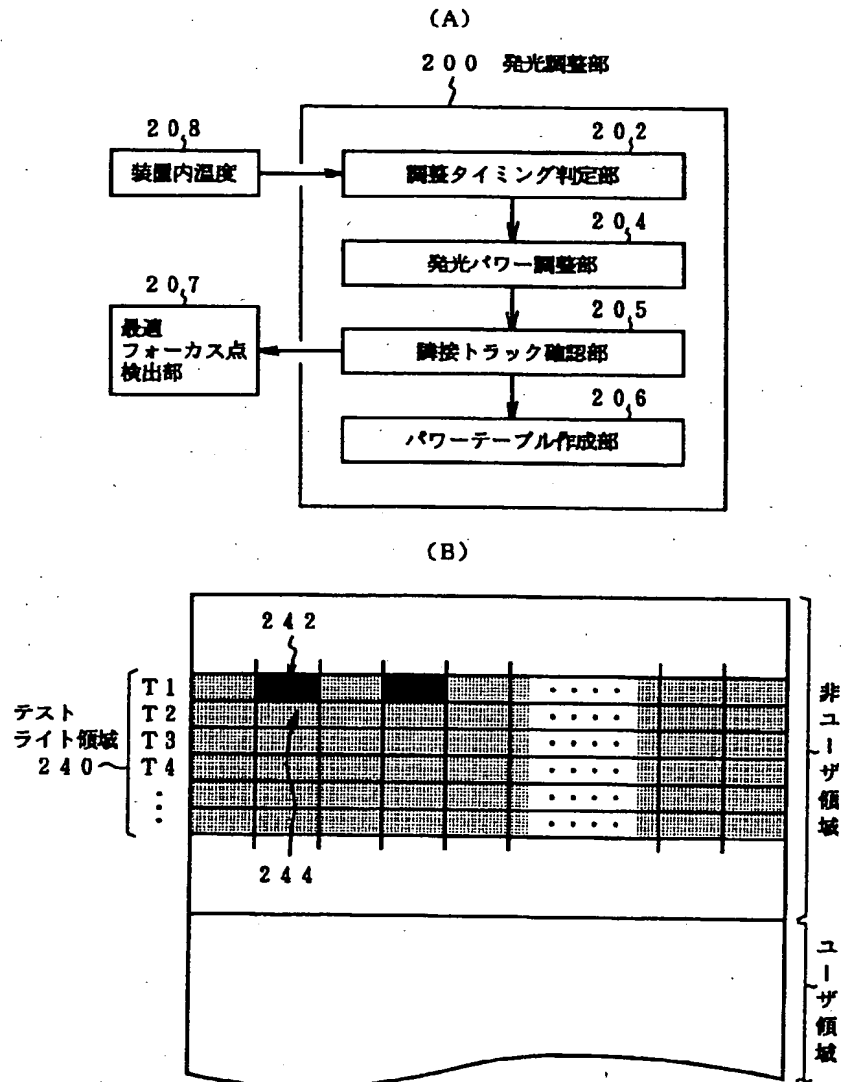 (A)
200 発光調整部
208
装置内温度
202
調整タイミング判定部
204
発光パワー調整部
207
最適
フォーカス点
検出部
205
隣接トラック確認部
206
パワーテーブル作成部
(B)
242
T1
T2
T3
T4
テスト
ライト領域
240
244
非ユーザ領域
ユーザ領域